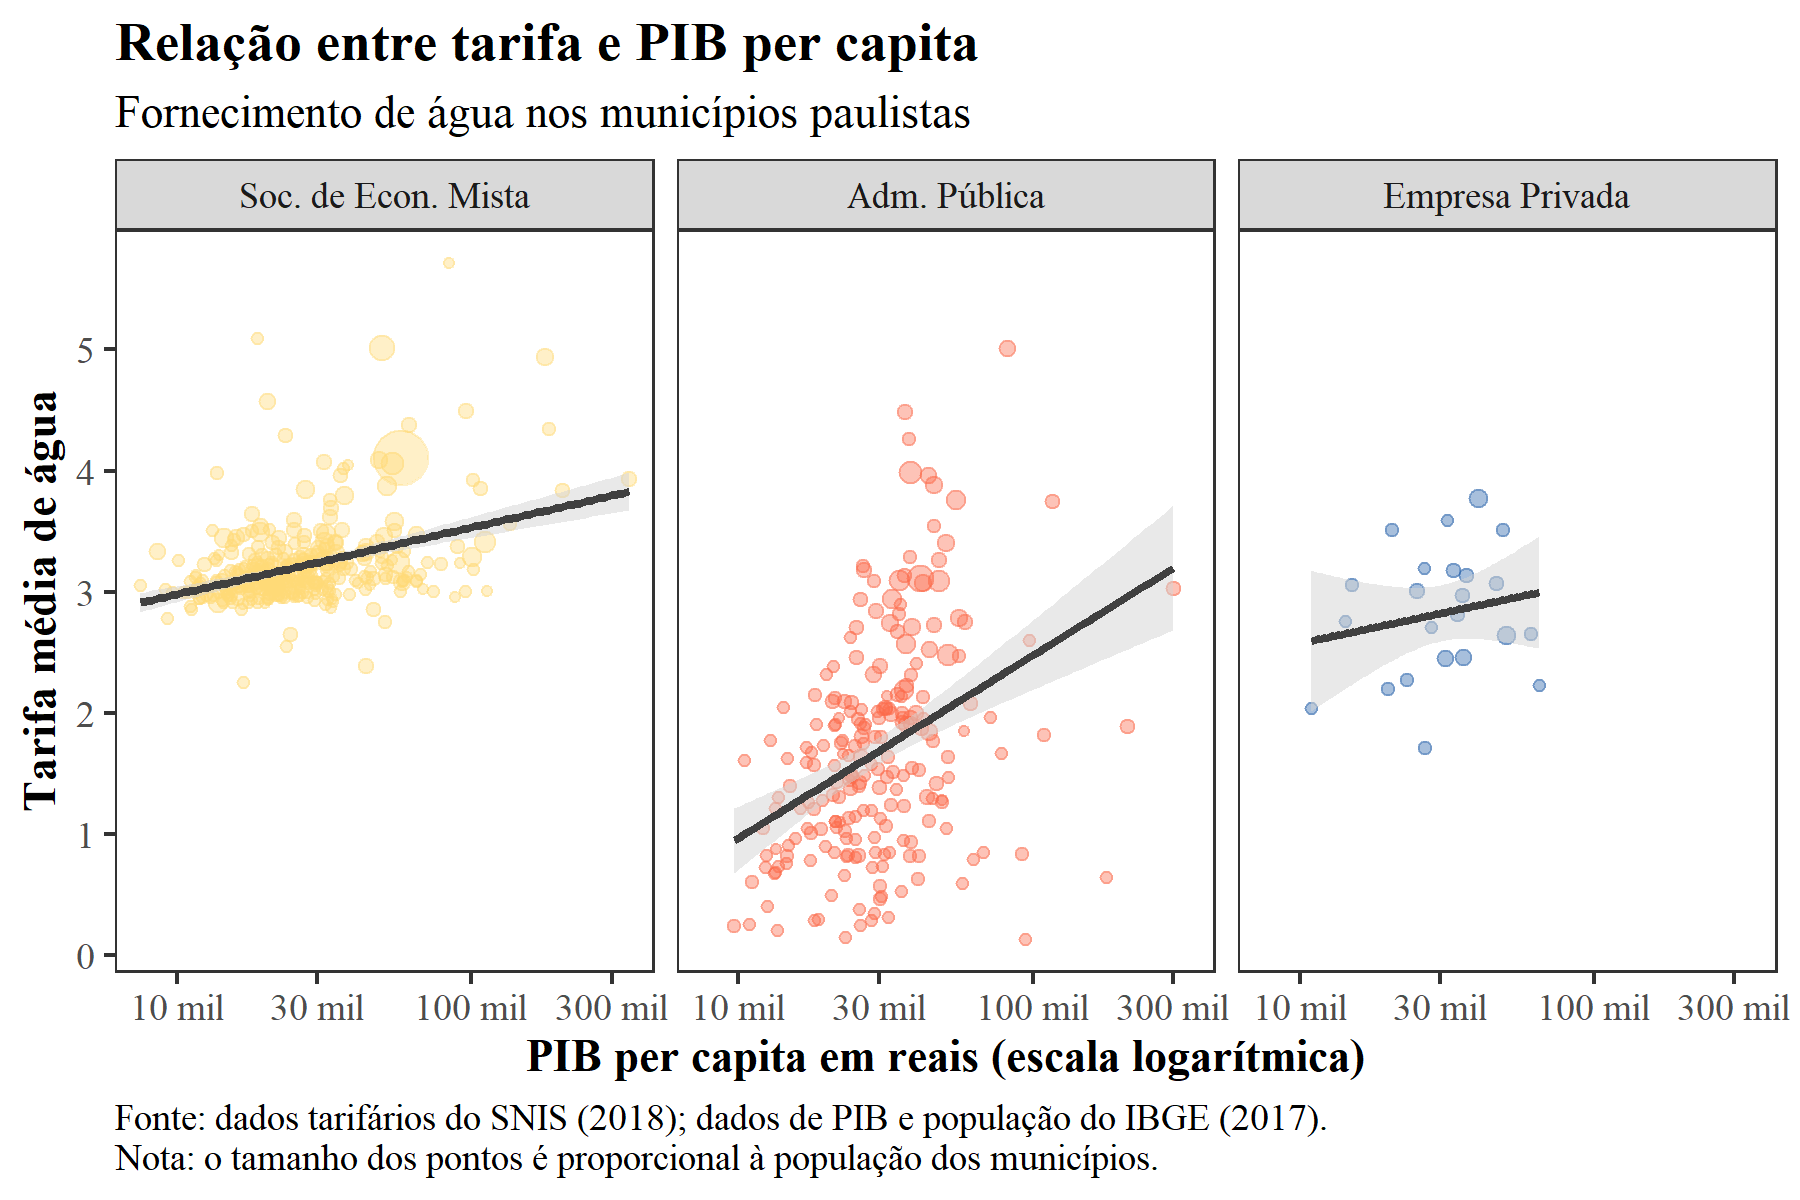 Relação entre tarifa e PIB per capita
Fornecimento de água nos municípios paulistas
Soc. de Econ. Mista
Adm. Pública
Empresa Privada
Tarifa média de água
5
4
3
2
1
0
10 mil 30 mil 100 mil 300 mil
10 mil 30 mil 100 mil 300 mil
10 mil 30 mil 100 mil 300 mil
PIB per capita em reais (escala logarítmica)
Fonte: dados tarifários do SNIS (2018); dados de PIB e população do IBGE (2017).
Nota: o tamanho dos pontos é proporcional à população dos municípios.